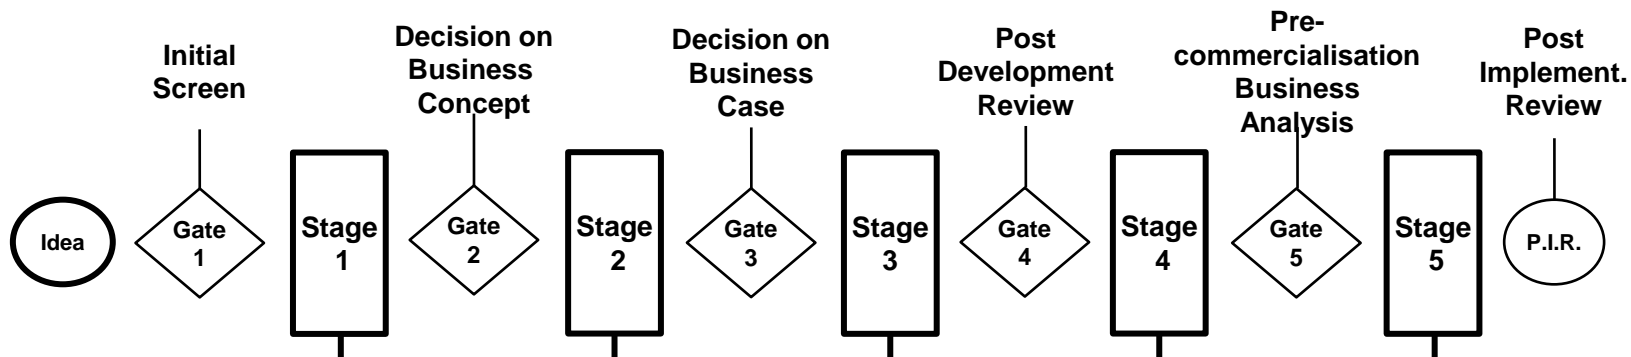 Initial
Screen
Decision on
Business
Concept
Decision on
Business
Case
Post
Development
Review
Pre-
commercialisation
Business
Analysis
Post
Implement.
Review
Idea
Gate
1
Stage
1
Gate
2
Stage
2
Gate
3
Stage
3
Gate
4
Stage
4
Gate
5
Stage
5
P.I.R.